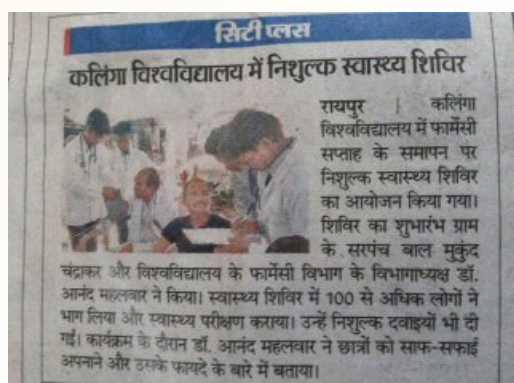 सिटी प्लस
कलिंगा विश्वविद्यालय में निशुल्क स्वास्थ्य शिविर
रायपुर | कलिंगा
विश्वविद्यालय में फार्मेसी
सप्ताह के समापन पर
निशुल्क स्वास्थ्य शिविर
का आयोजन किया गया।
शिविर का शुभारंभ ग्राम
के सरपंच बाल मुकुंद
चंद्राकर और विश्वविद्यालय के फार्मेसी विभाग के विभागाध्यक्ष डॉ.
आनंद महलवार ने किया। स्वास्थ्य शिविर में 100 से अधिक लोगों ने
भाग लिया और स्वास्थ्य परीक्षण कराया। उन्हें निशुल्क दवाइयों भी दी
गईं। कार्यक्रम के दौरान डॉ. आनंद महलवार ने छात्रों को साफ-सफाई
अपनाने और उसके फायदे के बारे में बताया।